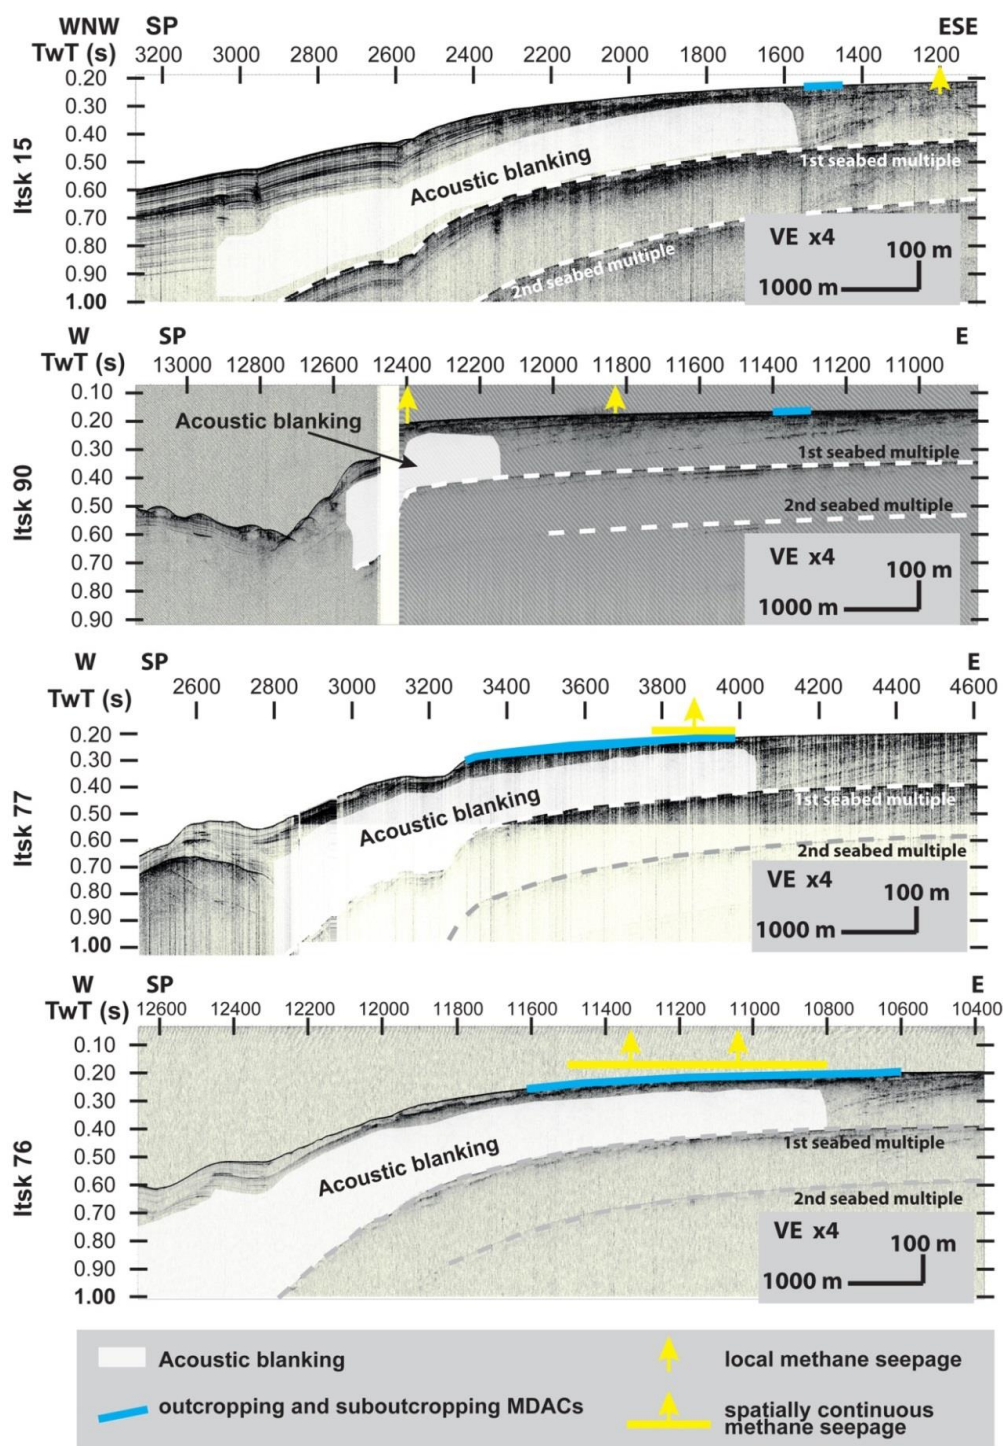 WNW SP ESE
TwT (s) 3200 3000 2800 2600 2400 2200 2000 1800 1600 1400 1200
0.20
0.30
0.40
0.50
0.60
0.70
0.80
0.90
1.00
Itsk 15
Acoustic blanking
1st seabed multiple
2nd seabed multiple
VE x4
100 m
1000 m
W SP E
TwT (s) 13000 12800 12600 12400 12200 12000 11800 11600 11400 11200 11000
0.10
0.20
0.30
0.40
0.50
0.60
0.70
0.80
0.90
Itsk 90
Acoustic blanking
1st seabed multiple
2nd seabed multiple
VE x4
100 m
1000 m
W SP E
TwT (s) 2600 2800 3000 3200 3400 3600 3800 4000 4200 4400 4600
0.20
0.30
0.40
0.50
0.60
0.70
0.80
0.90
1.00
Itsk 77
Acoustic blanking
1st seabed multiple
2nd seabed multiple
VE x4
100 m
1000 m
W SP E
TwT (s) 12600 12400 12200 12000 11800 11600 11400 11200 11000 10800 10600 10400
0.10
0.20
0.30
0.40
0.50
0.60
0.70
0.80
0.90
1.00
Itsk 76
Acoustic blanking
1st seabed multiple
2nd seabed multiple
VE x4
100 m
1000 m
Acoustic blanking
local methane seepage
outcropping and suboutcropping MDACs
spatially continuous
methane seepage